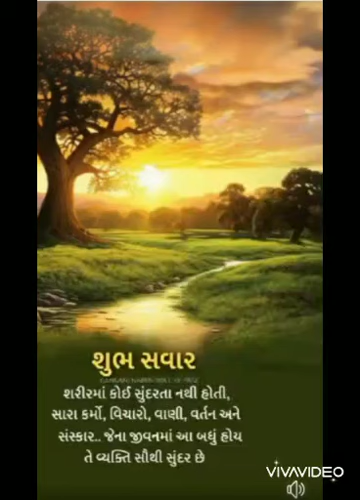 શુભ સવાર
શરીરમાં કોઈ સુંદરતા નથી હોતી,
સારા કર્મો, વિચારો, વાણી, વર્તન અને
સંસ્કાર.. જેના જીવનમાં આ બધું હોય
તે વ્યક્તિ સૌથી સુંદર છે
VIVAVIDEO